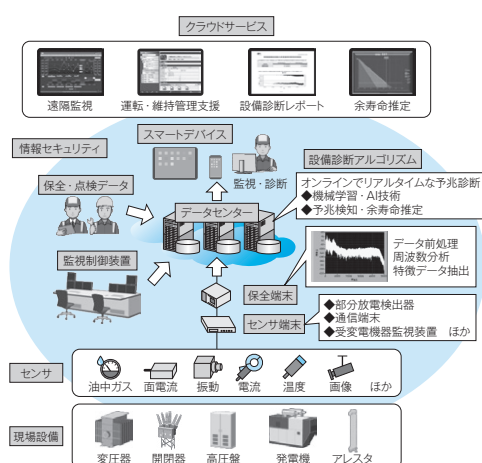 クラウドサービス
遠隔監視
運転・維持管理支援
設備診断レポート
余寿命推定
スマートデバイス
情報セキュリティ
監視・診断
設備診断アルゴリズム
オンラインでリアルタイムな予兆診断
◆機械学習・AI技術
◆予兆検知・余寿命推定
保全・点検データ
データセンター
監視制御装置
データ前処理
周波数分析
特徴データ抽出
保全端末
センサ端末
◆部分放電検出器
◆通信端末
◆受変電機器監視装置 ほか
センサ
油中ガス
面電流
振動
電流
温度
画像
ほか
現場設備
変圧器
開閉器
高圧盤
発電機
アレスタ